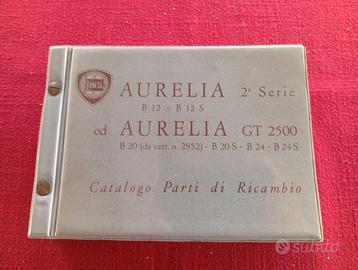 LANCIA
AURELIA 2ª Serie
B 12 - B 12 S
ed AURELIA GT 2500
B 20 (da vett. n. 2952) - B 20 S - B 24 - B 24 S
Catalogo Parti di Ricambio
subito